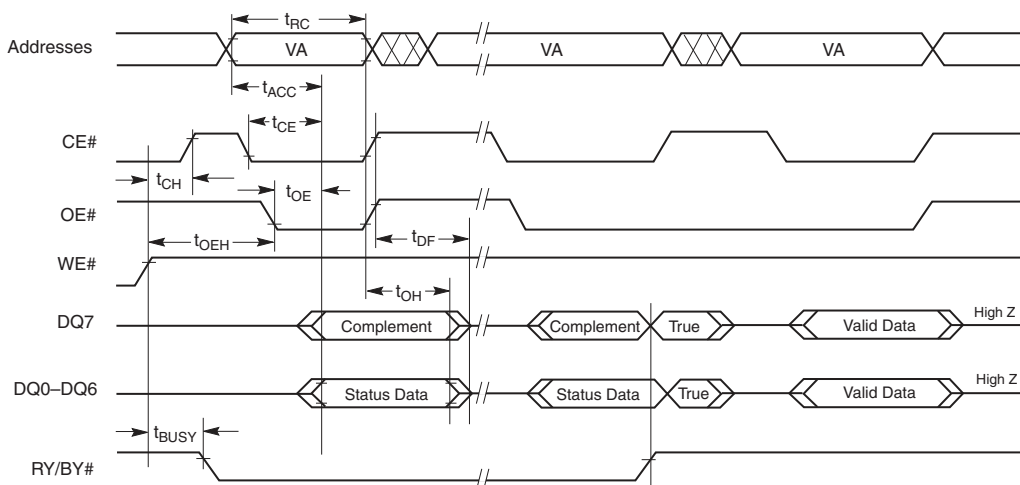 tRC
Addresses VA VA VA
tACC
tCE
CE#
tCH
tOE
OE#
tOEH
tDF
WE#
tOH
DQ7 Complement Complement True Valid Data High Z
DQ0–DQ6 Status Data Status Data True Valid Data High Z
tBUSY
RY/BY#